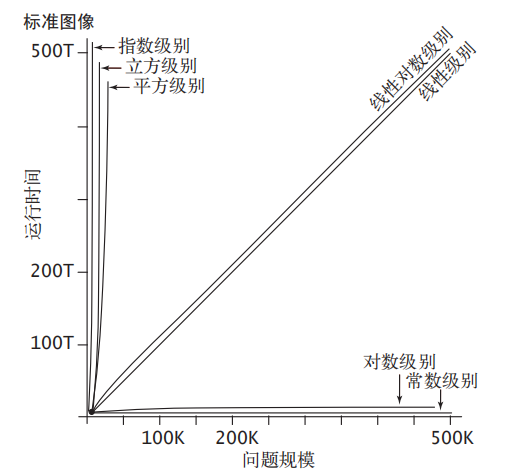 标准图像
500T
指数级别
立方级别
平方级别
线性对数级别
线性级别
运行时间
200T
100T
对数级别
常数级别
100K
200K
500K
问题规模